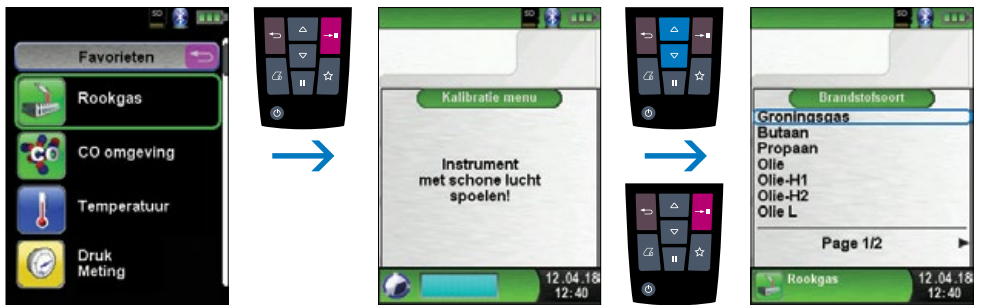 SD
Favorieten
Rookgas
CO
CO omgeving
Temperatuur
Druk
Meting
SD
Kalibratie menu
Instrument
met schone lucht
spoelen!
12.04.18
12:40
SD
Brandstofsoort
Groningsgas
Butaan
Propaan
Olie
Olie-H1
Olie-H2
Olie L
Page 1/2
Rookgas
12.04.18
12:40